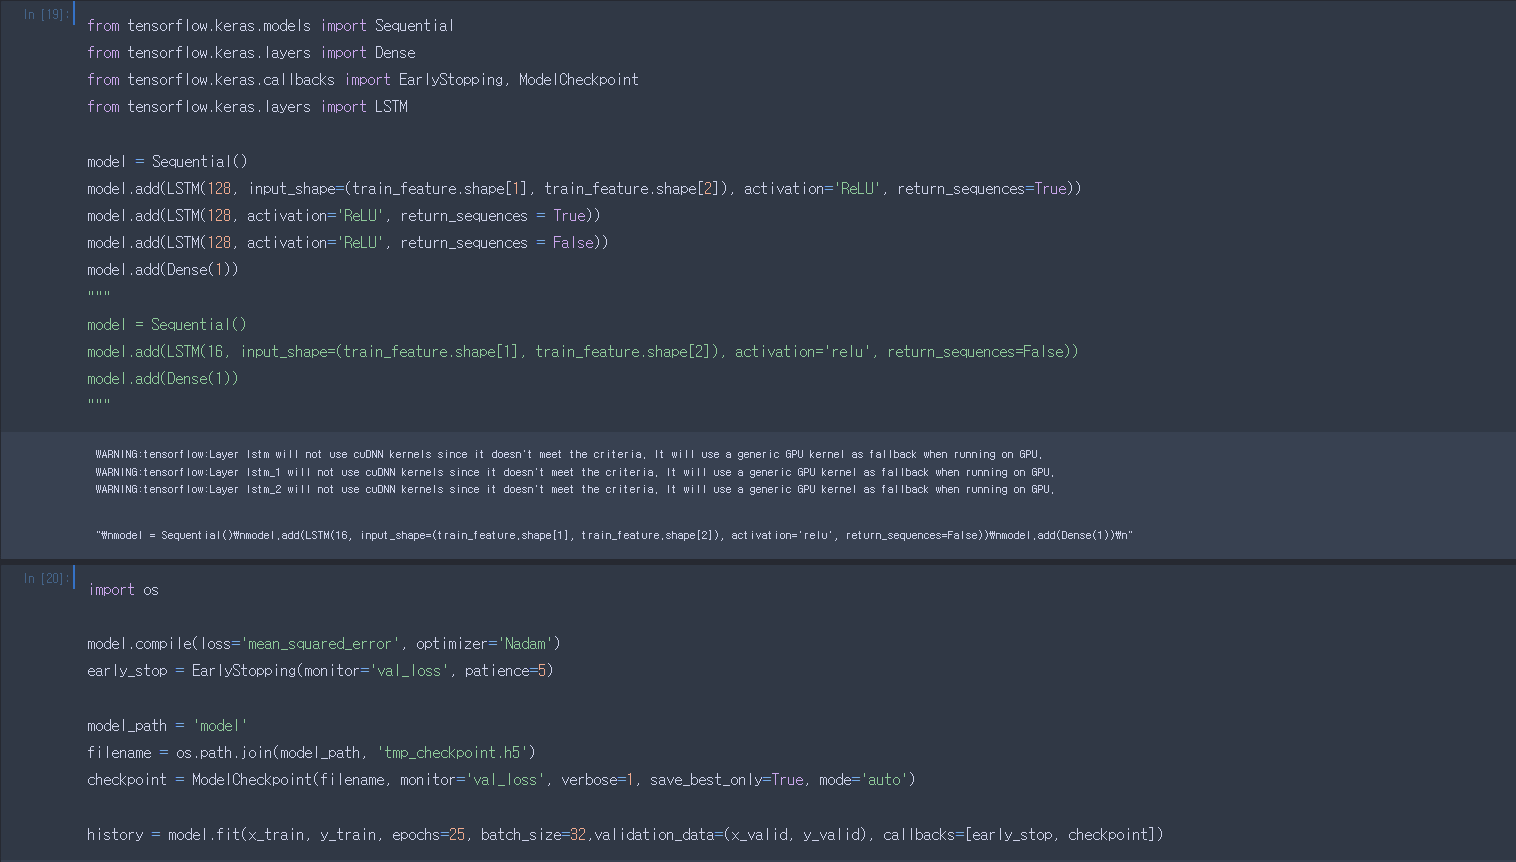 In [19]:
from tensorflow.keras.models import Sequential
from tensorflow.keras.layers import Dense
from tensorflow.keras.callbacks import EarlyStopping, ModelCheckpoint
from tensorflow.keras.layers import LSTM
model = Sequential()
model.add(LSTM(128, input_shape=(train_feature.shape[1], train_feature.shape[2]), activation='ReLU', return_sequences=True))
model.add(LSTM(128, activation='ReLU', return_sequences = True))
model.add(LSTM(128, activation='ReLU', return_sequences = False))
model.add(Dense(1))
"""
model = Sequential()
model.add(LSTM(16, input_shape=(train_feature.shape[1], train_feature.shape[2]), activation='relu', return_sequences=False))
model.add(Dense(1))
"""
WARNING:tensorflow:Layer lstm will not use cuDNN kernels since it doesn't meet the criteria. It will use a generic GPU kernel as fallback when running on GPU.
WARNING:tensorflow:Layer lstm_1 will not use cuDNN kernels since it doesn't meet the criteria. It will use a generic GPU kernel as fallback when running on GPU.
WARNING:tensorflow:Layer lstm_2 will not use cuDNN kernels since it doesn't meet the criteria. It will use a generic GPU kernel as fallback when running on GPU.
"₩nmodel = Sequential()₩nmodel.add(LSTM(16, input_shape=(train_feature.shape[1], train_feature.shape[2]), activation='relu', return_sequences=False))₩nmodel.add(Dense(1))₩n"
In [20]:
import os
model.compile(loss='mean_squared_error', optimizer='Nadam')
early_stop = EarlyStopping(monitor='val_loss', patience=5)
model_path = 'model'
filename = os.path.join(model_path, 'tmp_checkpoint.h5')
checkpoint = ModelCheckpoint(filename, monitor='val_loss', verbose=1, save_best_only=True, mode='auto')
history = model.fit(x_train, y_train, epochs=25, batch_size=32,validation_data=(x_valid, y_valid), callbacks=[early_stop, checkpoint])